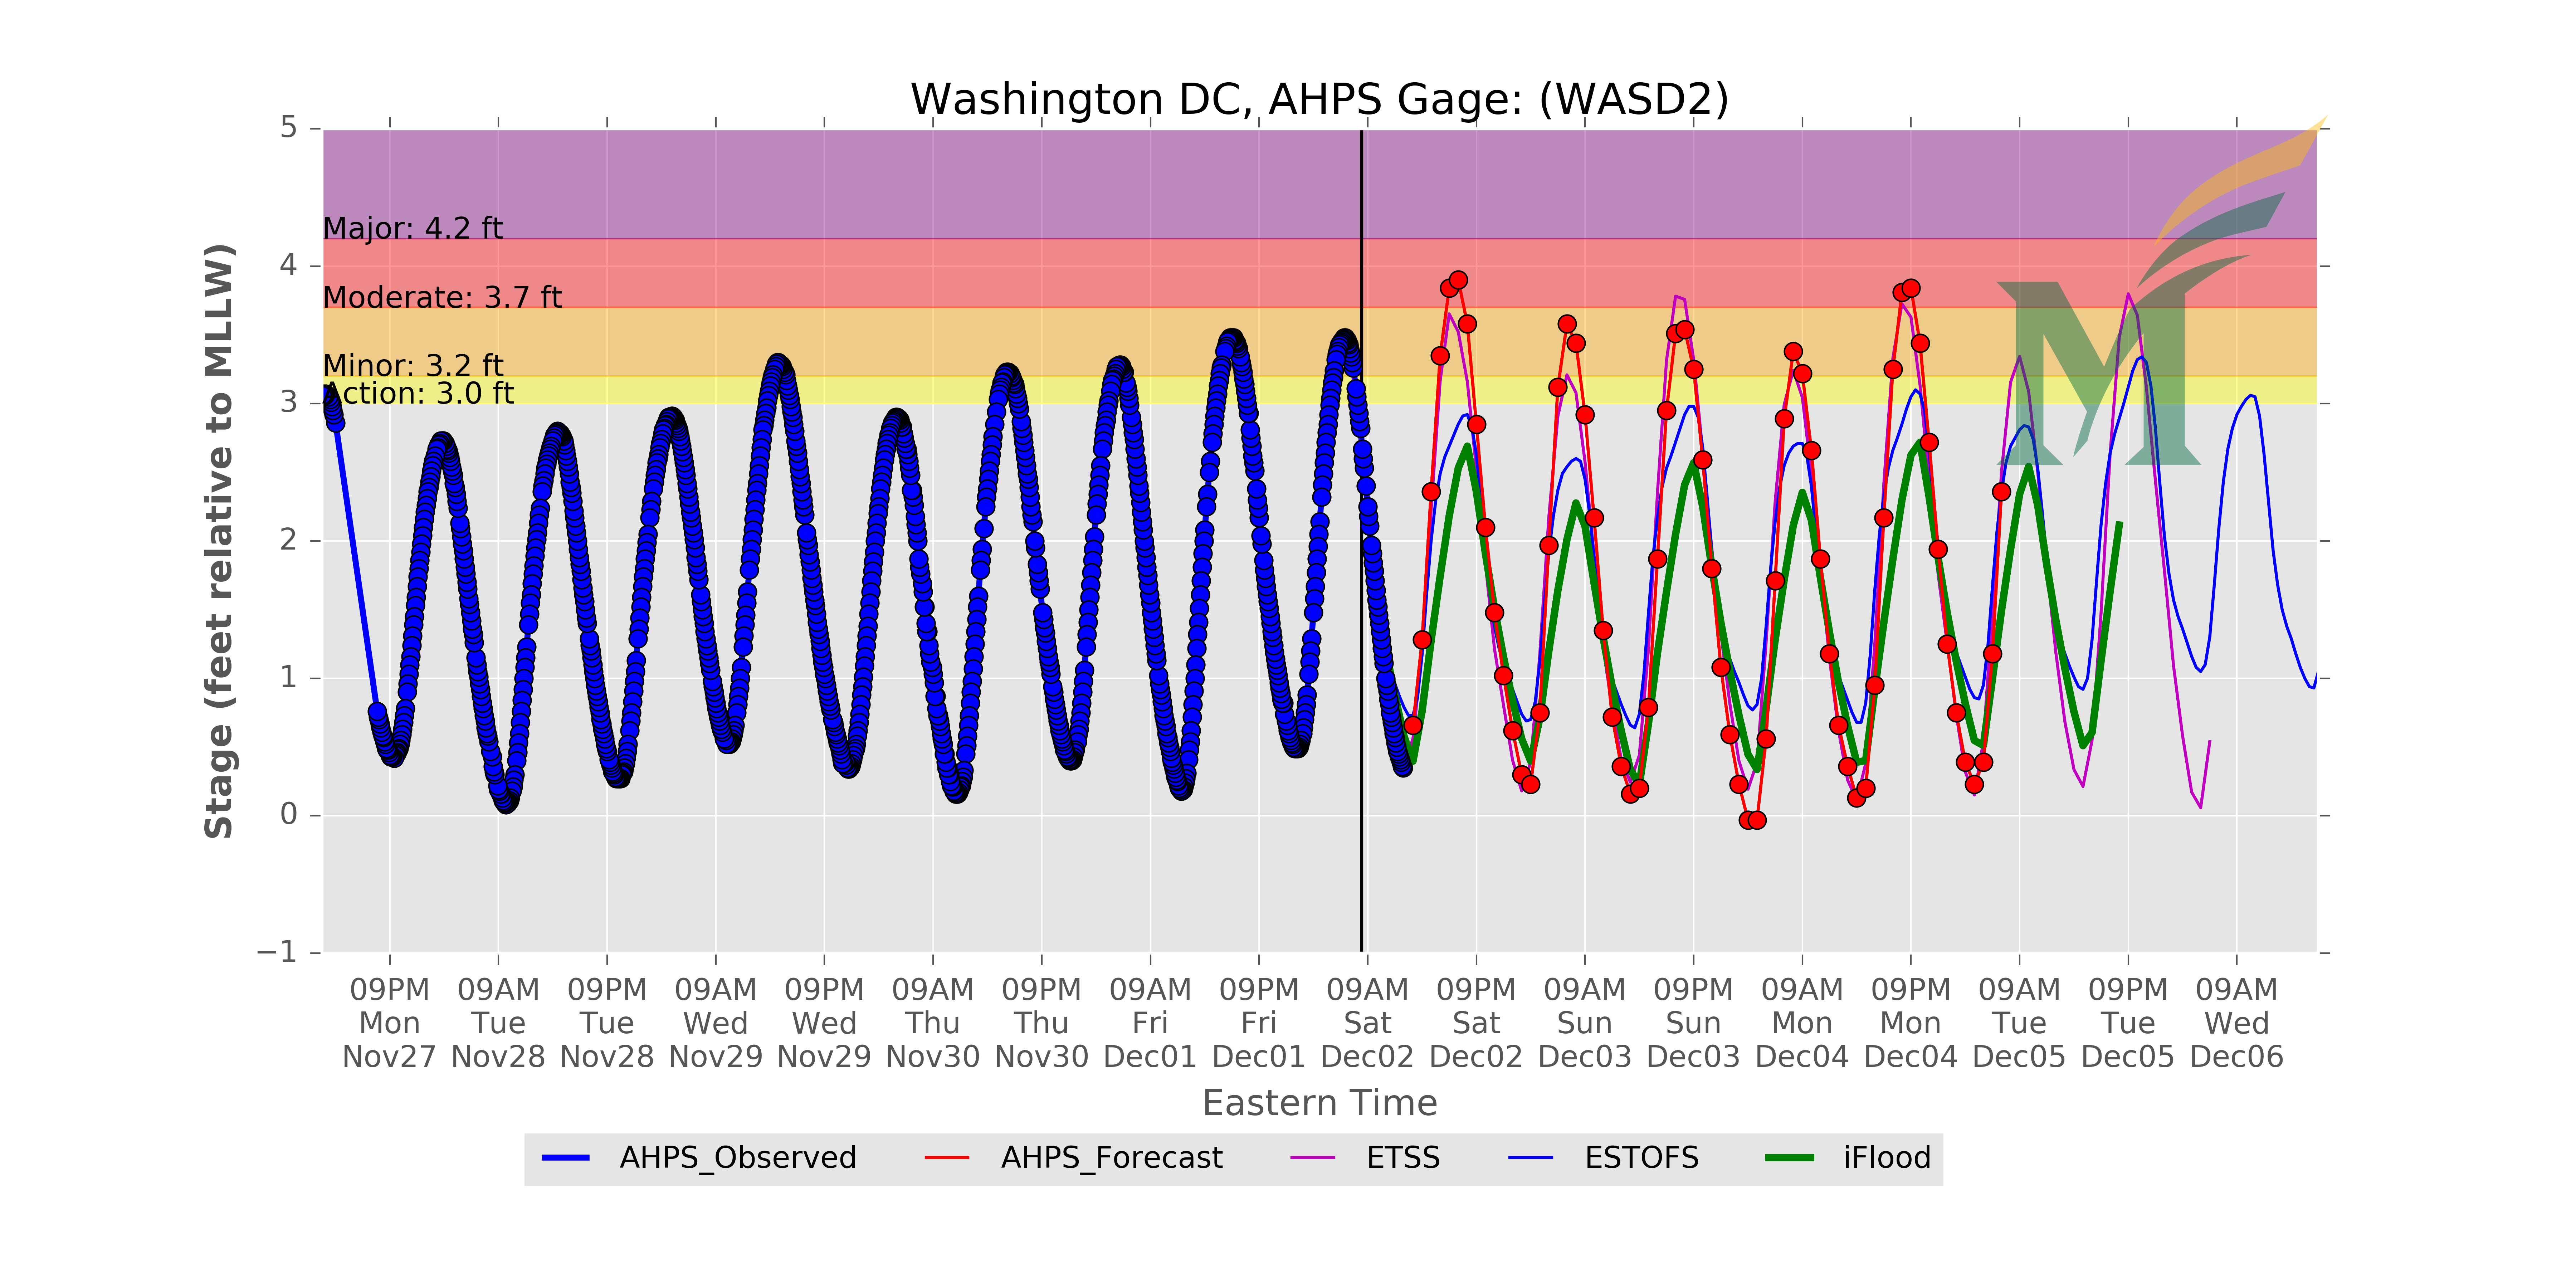 Washington DC, AHPS Gage: (WASD2)
Stage (feet relative to MLLW)
5
4
3
2
1
0
−1
Major: 4.2 ft
Moderate: 3.7 ft
Minor: 3.2 ft
Action: 3.0 ft
09PM 09AM 09PM 09AM 09PM 09AM 09PM 09AM 09PM 09AM 09PM 09AM 09PM 09AM 09PM 09AM 09PM 09AM
Mon Tue Tue Wed Wed Thu Thu Fri Fri Sat Sat Sun Sun Mon Mon Tue Tue Wed
Nov27 Nov28 Nov28 Nov29 Nov29 Nov30 Nov30 Dec01 Dec01 Dec02 Dec02 Dec03 Dec03 Dec04 Dec04 Dec05 Dec05 Dec06
Eastern Time
AHPS_Observed AHPS_Forecast ETSS ESTOFS iFlood